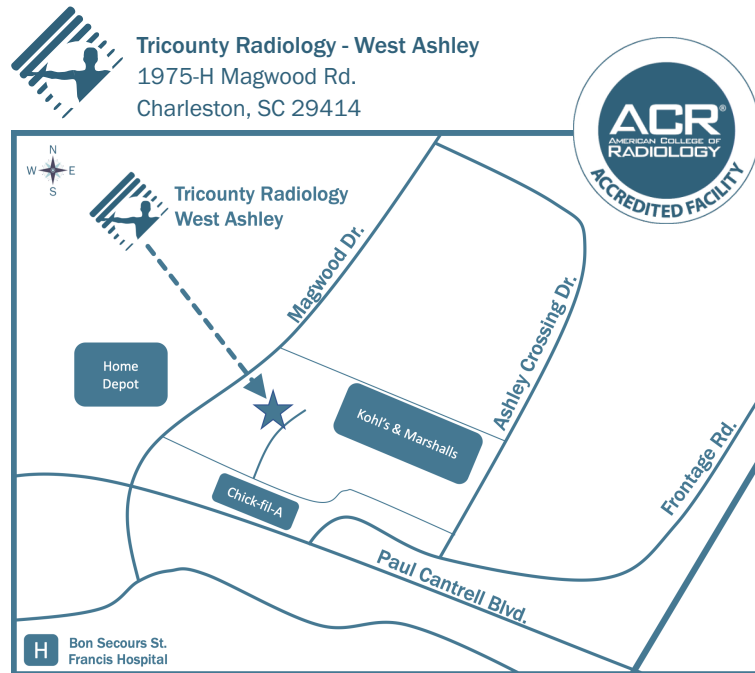 Tricounty Radiology - West Ashley
1975-H Magwood Rd.
Charleston, SC 29414
ACR®
AMERICAN COLLEGE OF
RADIOLOGY
ACCREDITED FACILITY
N
W E
S
Tricounty Radiology
West Ashley
Magwood Dr.
Ashley Crossing Dr.
Home
Depot
Kohl's & Marshalls
Frontage Rd.
Chick-fil-A
Paul Cantrell Blvd.
H
Bon Secours St.
Francis Hospital